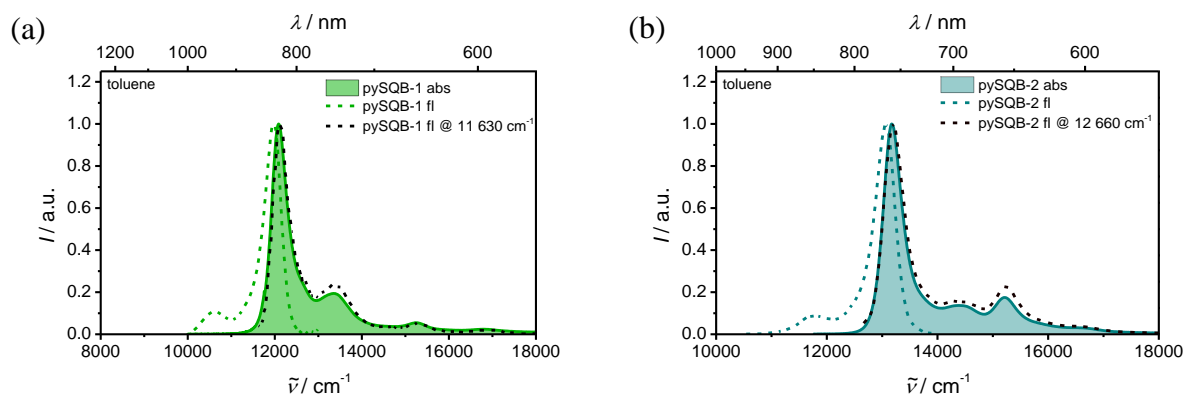 (a)
λ / nm
1200 1000 800 600
1.2
1.0
0.8
0.6
0.4
0.2
0.0
I / a.u.
toluene
pySQB-1 abs
pySQB-1 fl
pySQB-1 fl @ 11 630 cm⁻¹
8000 10000 12000 14000 16000 18000
ν̃ / cm⁻¹
(b)
λ / nm
1000 900 800 700 600
1.2
1.0
0.8
0.6
0.4
0.2
0.0
I / a.u.
toluene
pySQB-2 abs
pySQB-2 fl
pySQB-2 fl @ 12 660 cm⁻¹
10000 12000 14000 16000 18000
ν̃ / cm⁻¹